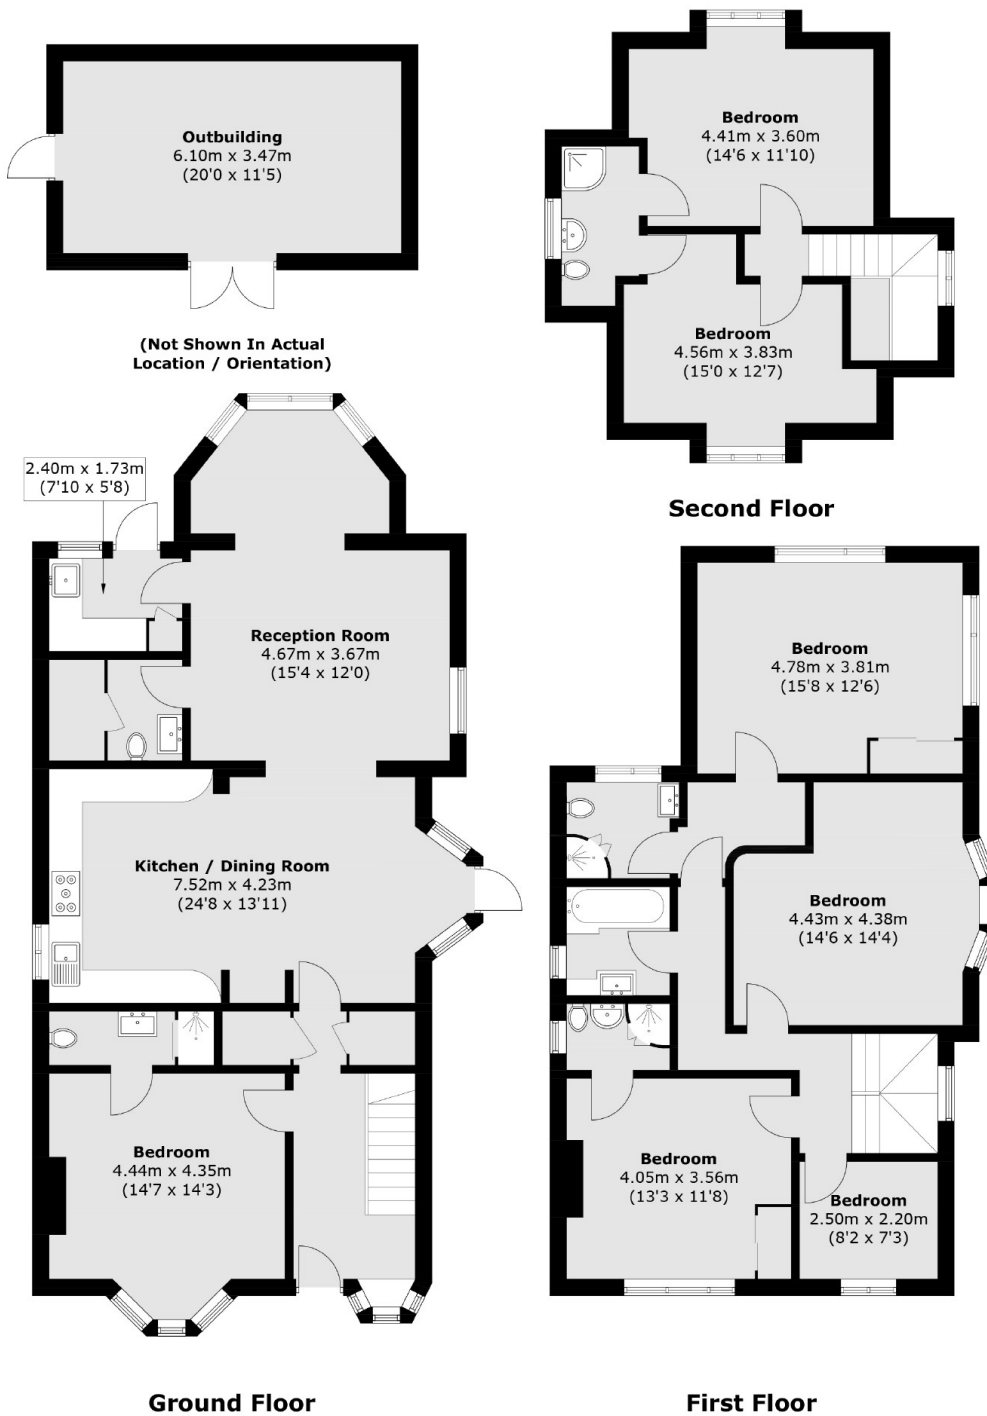 Outbuilding
6.10m x 3.47m
(20'0 x 11'5)
(Not Shown In Actual
Location / Orientation)
Bedroom
4.41m x 3.60m
(14'6 x 11'10)
Bedroom
4.56m x 3.83m
(15'0 x 12'7)
Second Floor
2.40m x 1.73m
(7'10 x 5'8)
Reception Room
4.67m x 3.67m
(15'4 x 12'0)
Kitchen / Dining Room
7.52m x 4.23m
(24'8 x 13'11)
Bedroom
4.44m x 4.35m
(14'7 x 14'3)
Ground Floor
Bedroom
4.78m x 3.81m
(15'8 x 12'6)
Bedroom
4.43m x 4.38m
(14'6 x 14'4)
Bedroom
4.05m x 3.56m
(13'3 x 11'8)
Bedroom
2.50m x 2.20m
(8'2 x 7'3)
First Floor